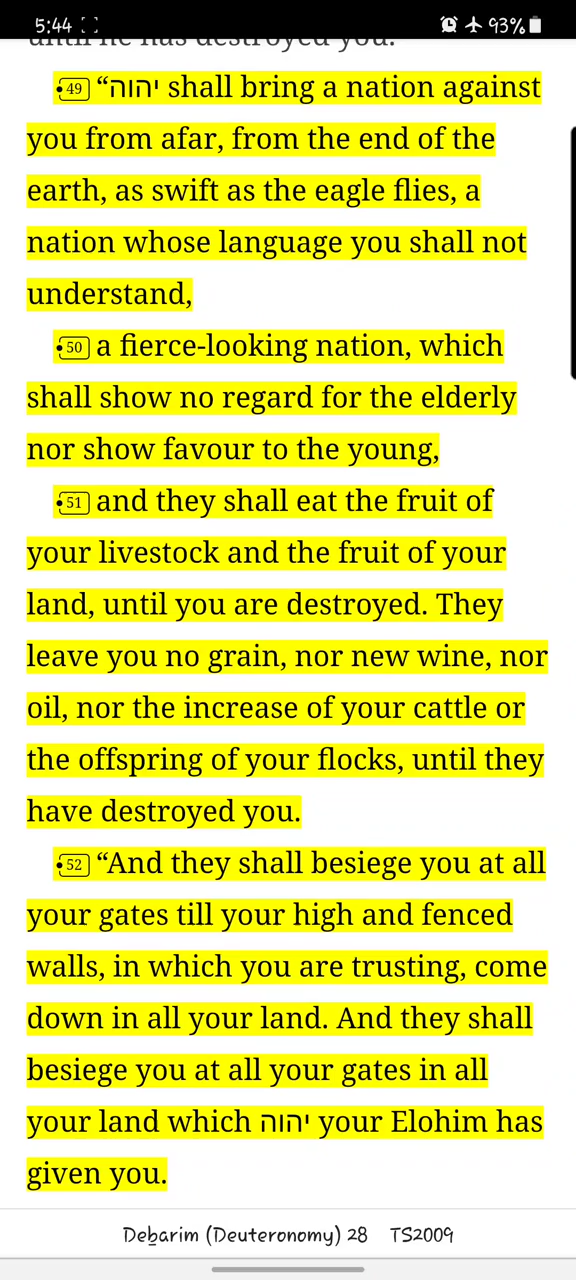 5:44 93%
until he has destroyed you.
49 “יהוה shall bring a nation against
you from afar, from the end of the
earth, as swift as the eagle flies, a
nation whose language you shall not
understand,
50 a fierce-looking nation, which
shall show no regard for the elderly
nor show favour to the young,
51 and they shall eat the fruit of
your livestock and the fruit of your
land, until you are destroyed. They
leave you no grain, nor new wine, nor
oil, nor the increase of your cattle or
the offspring of your flocks, until they
have destroyed you.
52 “And they shall besiege you at all
your gates till your high and fenced
walls, in which you are trusting, come
down in all your land. And they shall
besiege you at all your gates in all
your land which יהוה your Elohim has
given you.
Deḇarim (Deuteronomy) 28 TS2009